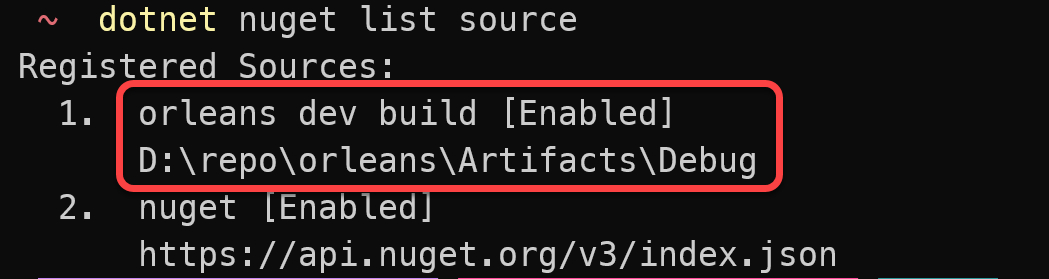 ~ dotnet nuget list source
Registered Sources:
1. orleans dev build [Enabled]
D:\repo\orleans\Artifacts\Debug
2. nuget [Enabled]
https://api.nuget.org/v3/index.json